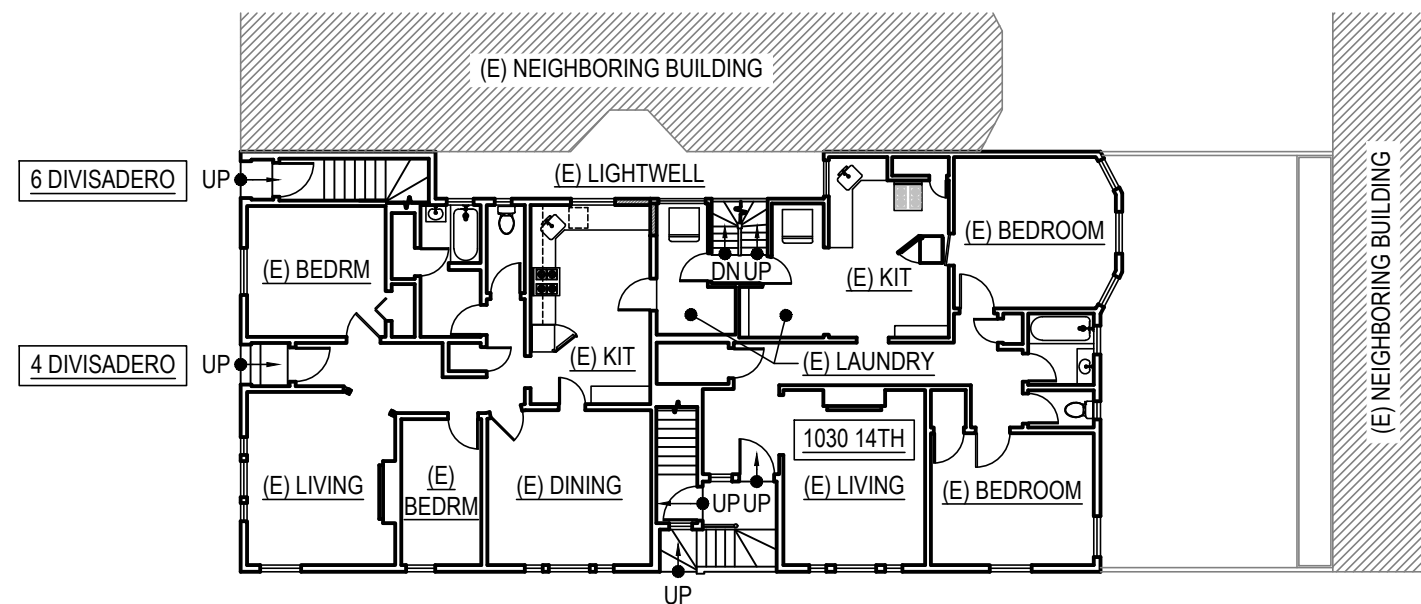 (E) NEIGHBORING BUILDING
(E) NEIGHBORING BUILDING
6 DIVISADERO
UP
(E) LIGHTWELL
(E) BEDRM
DN UP
(E) KIT
(E) BEDROOM
4 DIVISADERO
UP
(E) KIT
(E) LAUNDRY
1030 14TH
(E) LIVING
(E)
BEDRM
(E) DINING
UP UP
(E) LIVING
(E) BEDROOM
UP